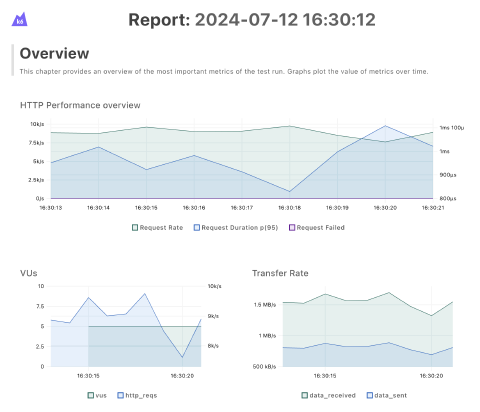 k6
Report: 2024-07-12 16:30:12
Overview
This chapter provides an overview of the most important metrics of the test run. Graphs plot the value of metrics over time.
HTTP Performance overview
10k/s
7.5k/s
5k/s
2.5k/s
0/s
1ms 100µ
1ms
900µs
800µs
16:30:13 16:30:14 16:30:15 16:30:16 16:30:17 16:30:18 16:30:19 16:30:20 16:30:21
Request Rate Request Duration p(95) Request Failed
VUs
10
7.5
5
2.5
0
10k/s
9k/s
8k/s
16:30:15 16:30:20
vus http_reqs
Transfer Rate
1.5 MB/s
1 MB/s
500 kB/s
16:30:15 16:30:20
data_received data_sent